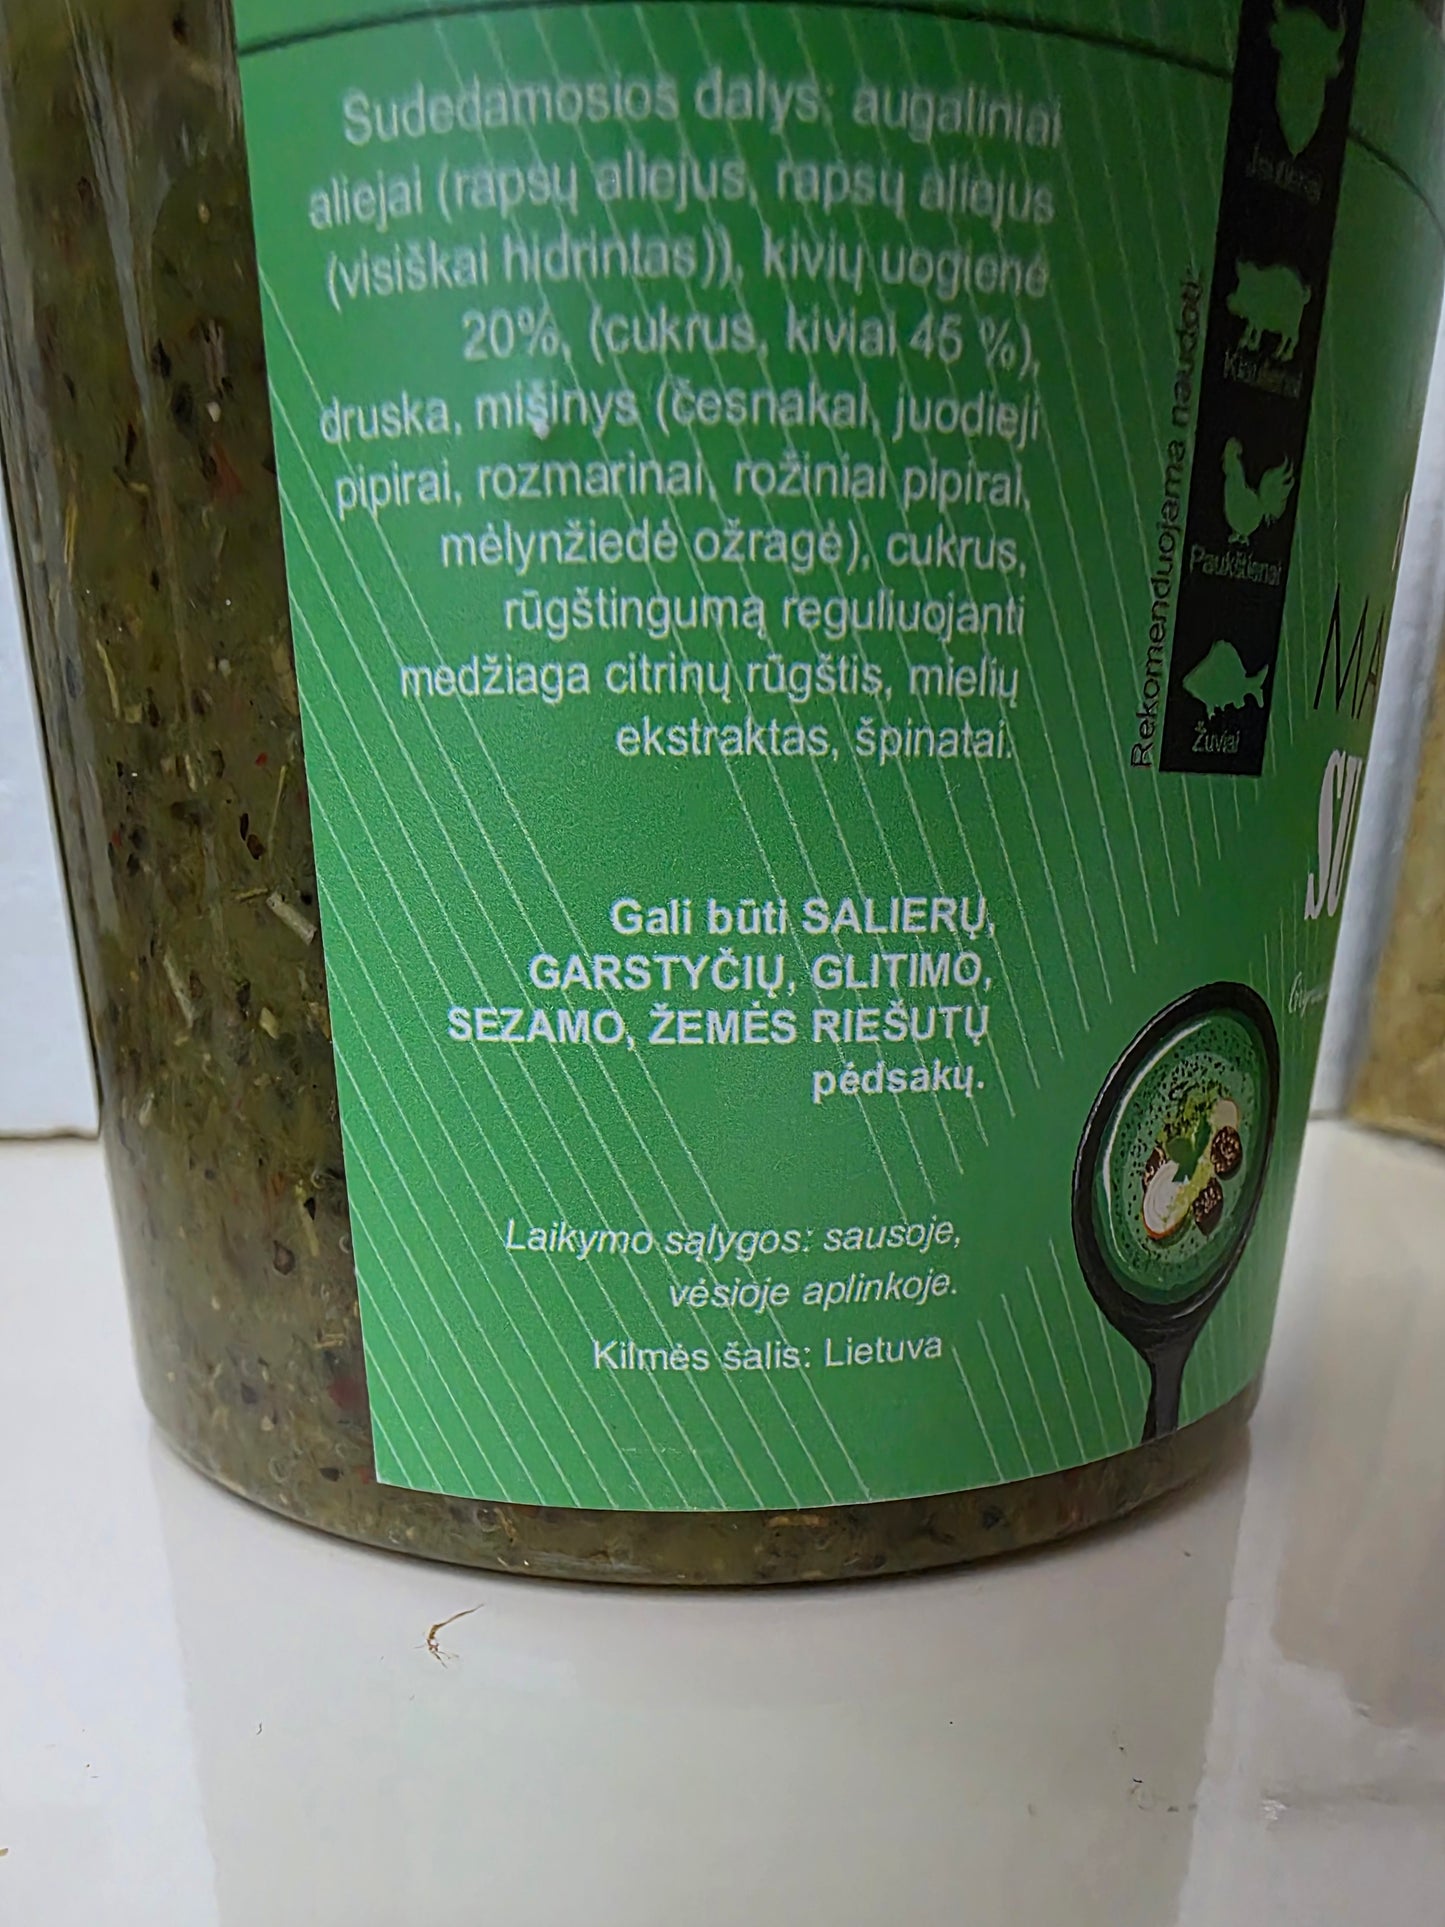 Sudedamosios dalys: augaliniai
aliejai (rapsų aliejus, rapsų aliejus
(visiškai hidrintas)), kivių uogienė
20%, (cukrus, kiviai 45 %),
druska, mišinys (česnakai, juodieji
pipirai, rozmarinai, rožiniai pipirai,
mėlynžiedė ožragė), cukrus,
rūgštingumą reguliuojanti
medžiaga citrinų rūgštis, mielių
ekstraktas, špinatai.
Gali būti SALIERŲ,
GARSTYČIŲ, GLITIMO,
SEZAMO, ŽEMĖS RIEŠUTŲ
pėdsakų.
Laikymo sąlygos: sausoje,
vėsioje aplinkoje.
Kilmės šalis: Lietuva
Rekomenduojama naudoti:
Jautiena
Kiaulienai
Paukštienai
Žuviai
MA
SU